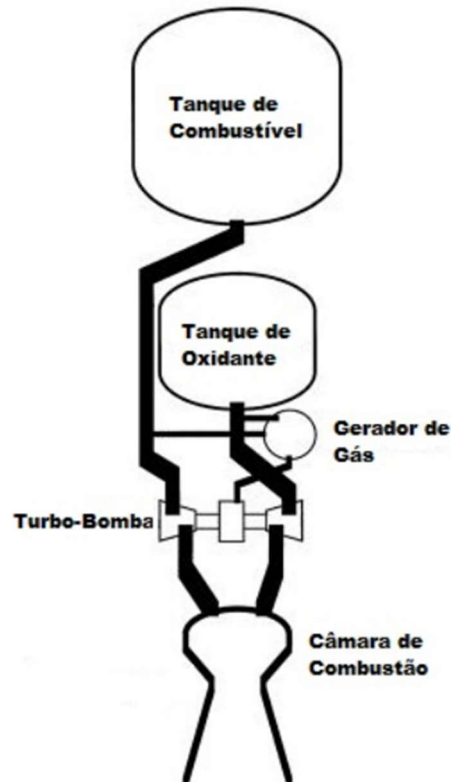 Tanque de
Combustível
Tanque de
Oxidante
Gerador de
Gás
Turbo-Bomba
Câmara de
Combustão